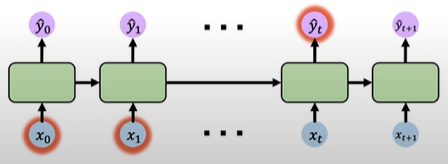 ŷ₀ ŷ₁ ... ŷₜ ŷₜ₊₁
x₀ x₁ ... xₜ xₜ₊₁